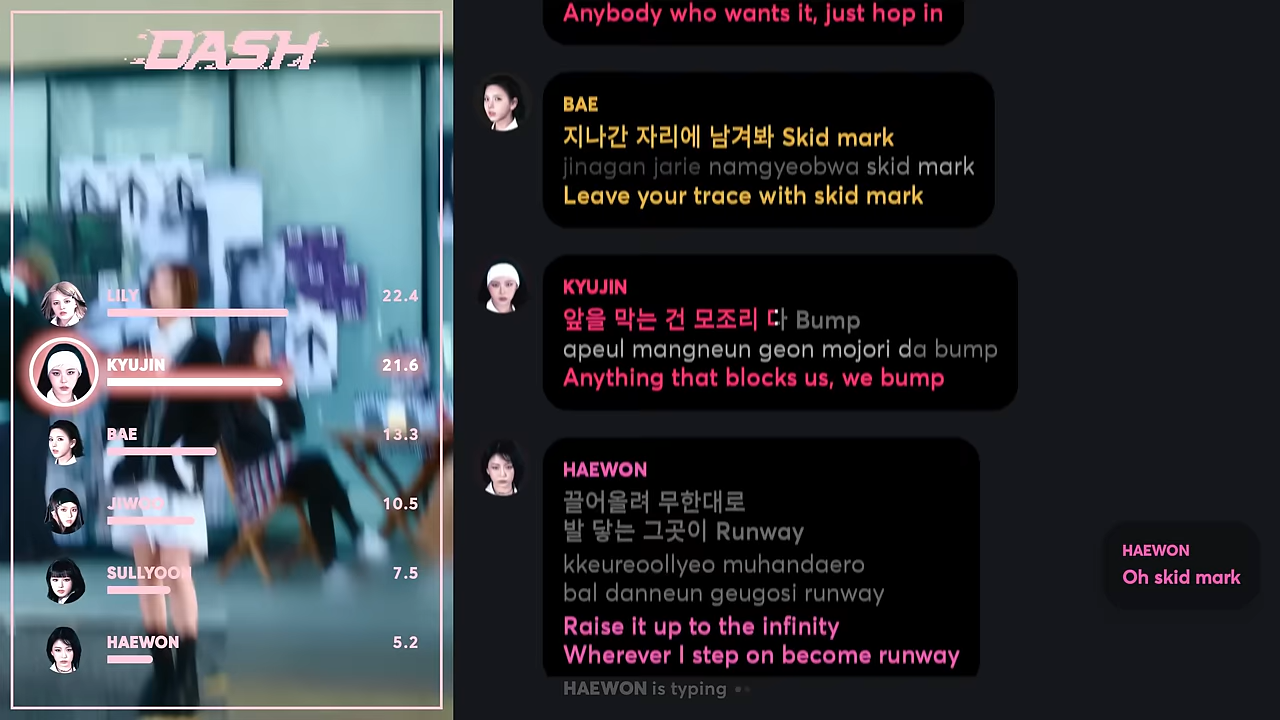 DASH
LILY
22.4
KYUJIN
21.6
BAE
13.3
JIWOO
10.5
SULLYOON
7.5
HAEWON
5.2
Anybody who wants it, just hop in
BAE
지나간 자리에 남겨봐 Skid mark
jinagan jarie namgyeobwa skid mark
Leave your trace with skid mark
KYUJIN
앞을 막는 건 모조리 다 Bump
apeul mangneun geon mojori da bump
Anything that blocks us, we bump
HAEWON
끌어올려 무한대로
발 닿는 그곳이 Runway
kkeureoollyeo muhandaero
bal danneun geugosi runway
Raise it up to the infinity
Wherever I step on become runway
HAEWON is typing
HAEWON
Oh skid mark